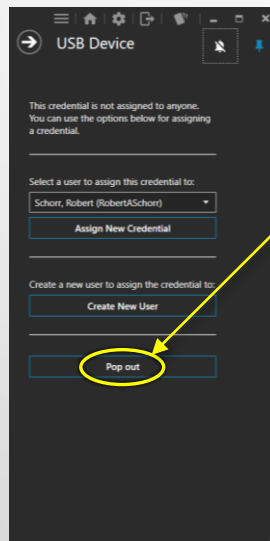 USB Device
This credential is not assigned to anyone.
You can use the options below for assigning
a credential.
Select a user to assign this credential to:
Schorr, Robert (RobertASchorr)
Assign New Credential
Create a new user to assign the credential to:
Create New User
Pop out